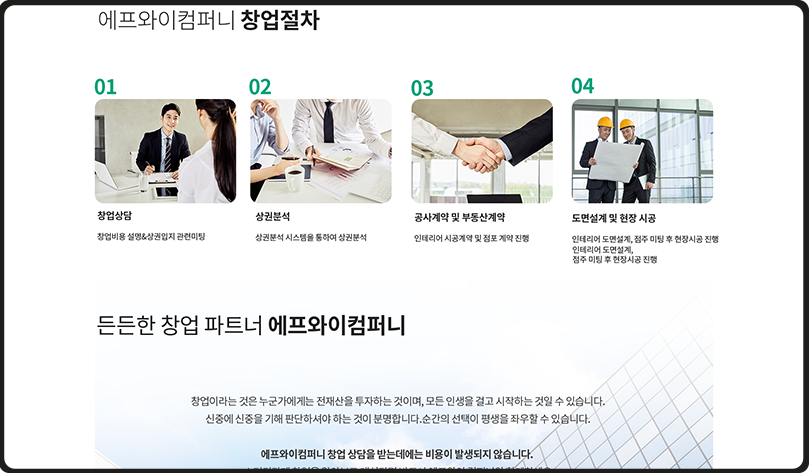 에프와이컴퍼니 창업절차
01
02
03
04
창업상담
상권분석
공사계약 및 부동산계약
도면설계 및 현장 시공
창업비용 설명&상권입지 관련미팅
상권분석 시스템을 통하여 상권분석
인테리어 시공계약 및 점포 계약 진행
인테리어 도면설계, 점주 미팅 후 현장시공 진행
인테리어 도면설계,
점주 미팅 후 현장시공 진행
든든한 창업 파트너 에프와이컴퍼니
창업이라는 것은 누군가에게는 전재산을 투자하는 것이며, 모든 인생을 걸고 시작하는 것일 수 있습니다.
신중에 신중을 기해 판단하셔야 하는 것이 분명합니다.순간의 선택이 평생을 좌우할 수 있습니다.
에프와이컴퍼니 창업 상담을 받는데에는 비용이 발생되지 않습니다.